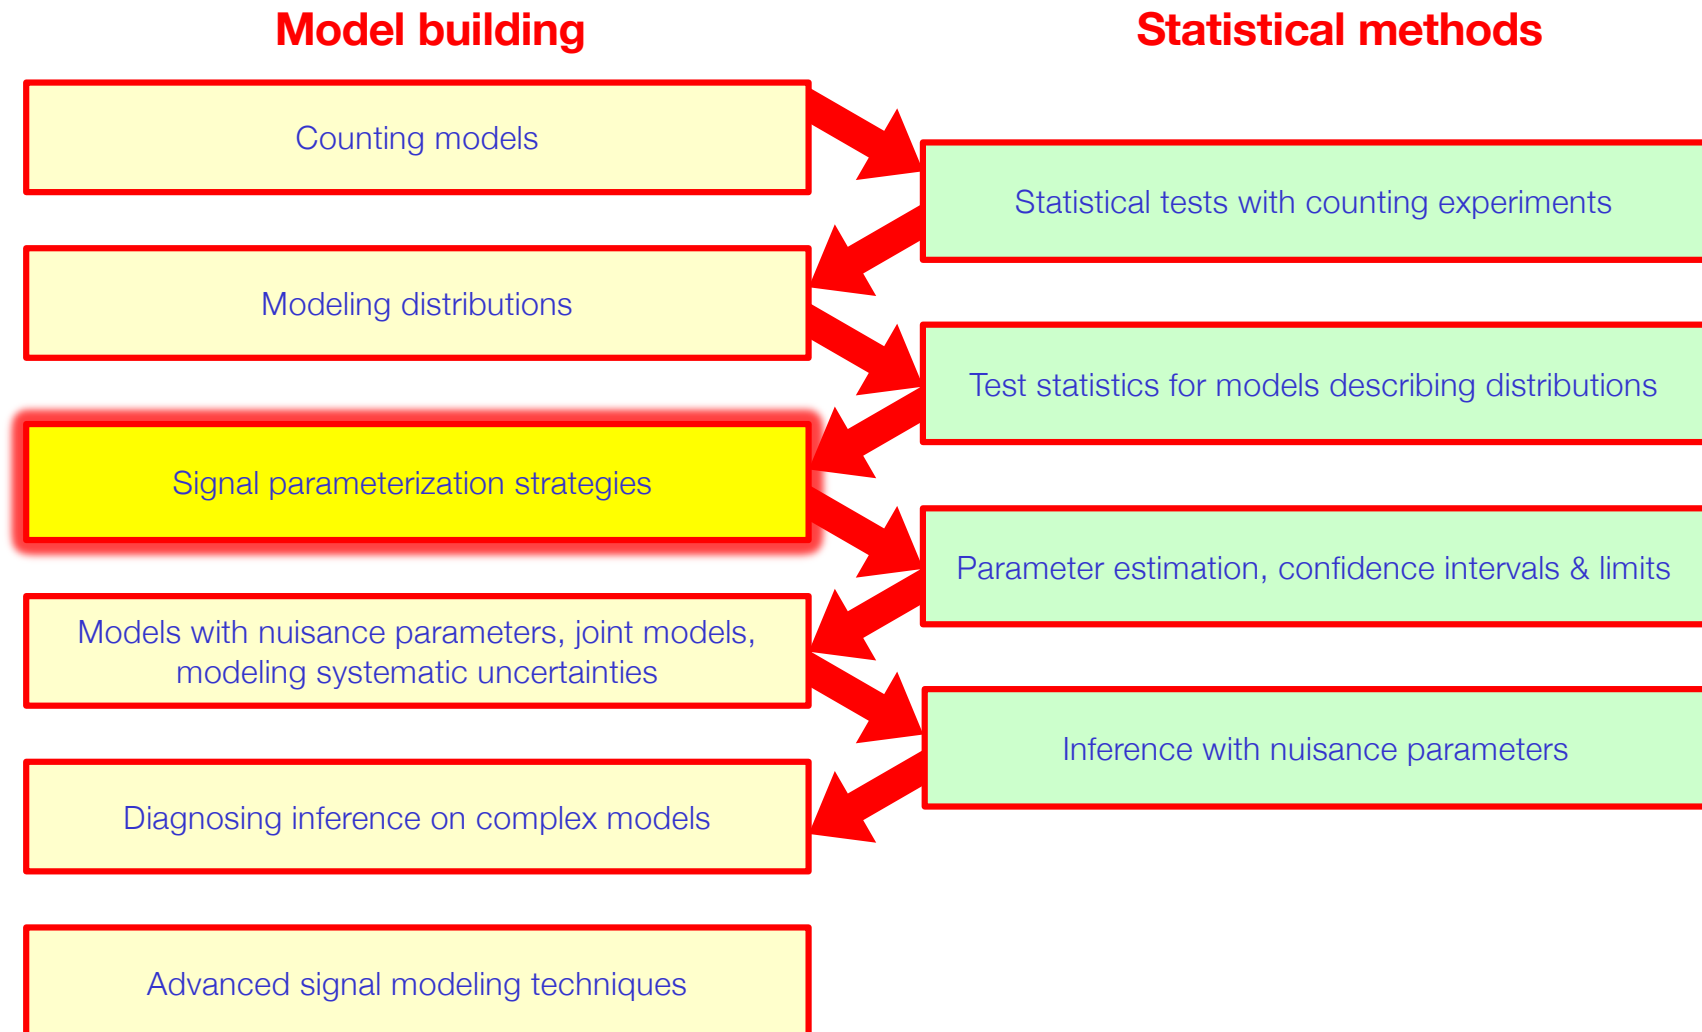 Model building
Statistical methods
Counting models
Statistical tests with counting experiments
Modeling distributions
Test statistics for models describing distributions
Signal parameterization strategies
Parameter estimation, confidence intervals & limits
Models with nuisance parameters, joint models,
modeling systematic uncertainties
Inference with nuisance parameters
Diagnosing inference on complex models
Advanced signal modeling techniques